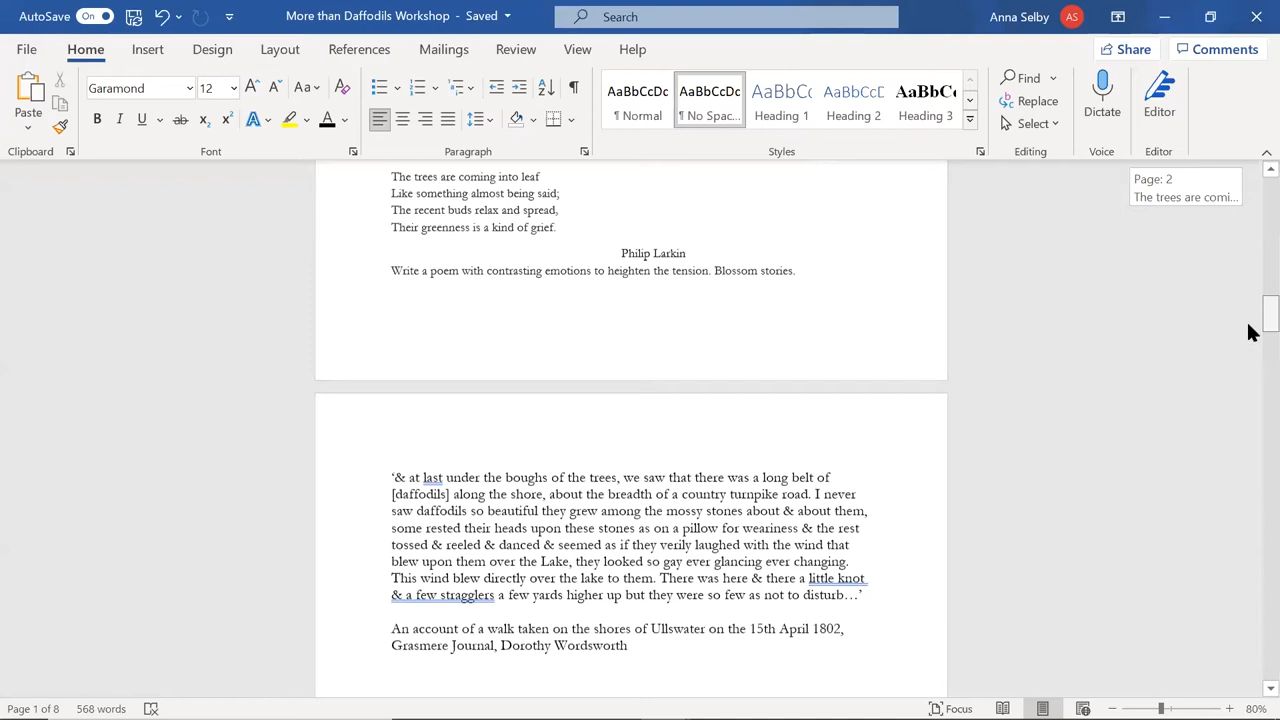 AutoSave On More than Daffodils Workshop - Saved Search Anna Selby AS
File Home Insert Design Layout References Mailings Review View Help Share Comments
Paste
Clipboard
Garamond 12
Font
Paragraph
AaBbCcDc AaBbCcDc AaBbCc AaBbCcC AaBbCc
¶ Normal ¶ No Spac... Heading 1 Heading 2 Heading 3
Styles
Find
Replace
Select
Editing
Dictate
Voice
Editor
Editor
Page: 2
The trees are comi...
The trees are coming into leaf
Like something almost being said;
The recent buds relax and spread,
Their greenness is a kind of grief.
Philip Larkin
Write a poem with contrasting emotions to heighten the tension. Blossom stories.
‘& at last under the boughs of the trees, we saw that there was a long belt of
[daffodils] along the shore, about the breadth of a country turnpike road. I never
saw daffodils so beautiful they grew among the mossy stones about & about them,
some rested their heads upon these stones as on a pillow for weariness & the rest
tossed & reeled & danced & seemed as if they verily laughed with the wind that
blew upon them over the Lake, they looked so gay ever glancing ever changing.
This wind blew directly over the lake to them. There was here & there a little knot
& a few stragglers a few yards higher up but they were so few as not to disturb…’
An account of a walk taken on the shores of Ullswater on the 15th April 1802,
Grasmere Journal, Dorothy Wordsworth
Page 1 of 8 568 words Focus 80%